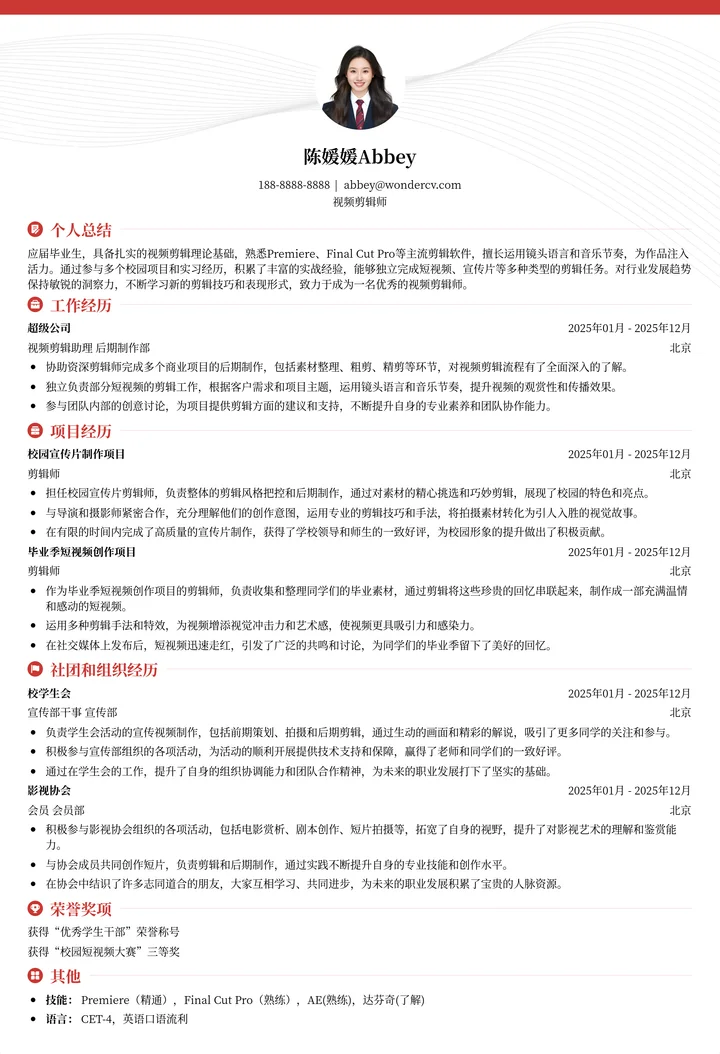 陈媛媛Abbey
188-8888-8888 | abbey@wondercv.com
视频剪辑师
个人总结
应届毕业生，具备扎实的视频剪辑理论基础，熟悉Premiere、Final Cut Pro等主流剪辑软件，擅长运用镜头语言和音乐节奏，为作品注入
活力。通过参与多个校园项目和实习经历，积累了丰富的实战经验，能够独立完成短视频、宣传片等多种类型的剪辑任务。对行业发展趋势
保持敏锐的洞察力，不断学习新的剪辑技巧和表现形式，致力于成为一名优秀的视频剪辑师。
工作经历
超级公司 2025年01月 - 2025年12月
视频剪辑助理 后期制作部 北京
• 协助资深剪辑师完成多个商业项目的后期制作，包括素材整理、粗剪、精剪等环节，对视频剪辑流程有了全面深入的了解。
• 独立负责部分短视频的剪辑工作，根据客户需求和项目主题，运用镜头语言和音乐节奏，提升视频的观赏性和传播效果。
• 参与团队内部的创意讨论，为项目提供剪辑方面的建议和支持，不断提升自身的专业素养和团队协作能力。
项目经历
校园宣传片制作项目 2025年01月 - 2025年12月
剪辑师 北京
• 担任校园宣传片剪辑师，负责整体的剪辑风格把控和后期制作，通过对素材的精心挑选和巧妙剪辑，展现了校园的特色和亮点。
• 与导演和摄影师紧密合作，充分理解他们的创作意图，运用专业的剪辑技巧和手法，将拍摄素材转化为引人入胜的视觉故事。
• 在有限的时间内完成了高质量的宣传片制作，获得了学校领导和师生的一致好评，为校园形象的提升做出了积极贡献。
毕业季短视频创作项目 2025年01月 - 2025年12月
剪辑师 北京
• 作为毕业季短视频创作项目的剪辑师，负责收集和整理同学们的毕业素材，通过剪辑将这些珍贵的回忆串联起来，制作成一部充满温情
和感动的短视频。
• 运用多种剪辑手法和特效，为视频增添视觉冲击力和艺术感，使视频更具吸引力和感染力。
• 在社交媒体上发布后，短视频迅速走红，引发了广泛的共鸣和讨论，为同学们的毕业季留下了美好的回忆。
社团和组织经历
校学生会 2025年01月 - 2025年12月
宣传部干事 宣传部 北京
• 负责学生会活动的宣传视频制作，包括前期策划、拍摄和后期剪辑，通过生动的画面和精彩的解说，吸引了更多同学的关注和参与。
• 积极参与宣传部组织的各项活动，为活动的顺利开展提供技术支持和保障，赢得了老师和同学们的一致好评。
• 通过在学生会的工作，提升了自身的组织协调能力和团队合作精神，为未来的职业发展打下了坚实的基础。
影视协会 2025年01月 - 2025年12月
会员 会员部 北京
• 积极参与影视协会组织的各项活动，包括电影赏析、剧本创作、短片拍摄等，拓宽了自身的视野，提升了对影视艺术的理解和鉴赏能
力。
• 与协会成员共同创作短片，负责剪辑和后期制作，通过实践不断提升自身的专业技能和创作水平。
• 在协会中结识了许多志同道合的朋友，大家互相学习、共同进步，为未来的职业发展积累了宝贵的人脉资源。
荣誉奖项
获得“优秀学生干部”荣誉称号
获得“校园短视频大赛”三等奖
其他
• 技能： Premiere（精通）, Final Cut Pro（熟练）, AE(熟练), 达芬奇(了解)
• 语言： CET-4，英语口语流利